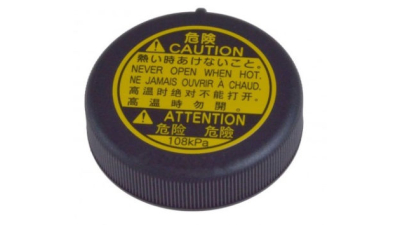 危険
CAUTION
熱い時あけないこと。
NEVER OPEN WHEN HOT.
NE JAMAIS OUVRIR À CHAUD.
高温时绝对不能打开。
高温時勿開。
ATTENTION
危险 危險
108kPa